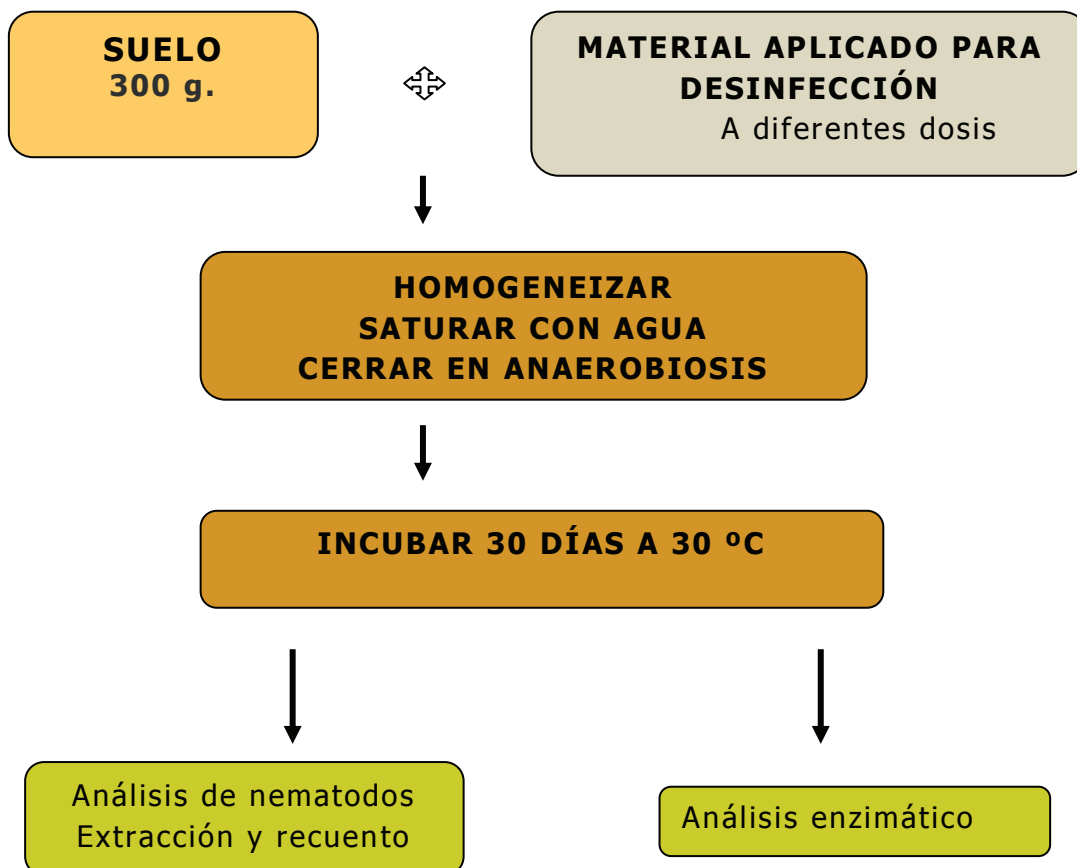 SUELO
300 g.
MATERIAL APLICADO PARA
DESINFECCIÓN
A diferentes dosis
HOMOGENEIZAR
SATURAR CON AGUA
CERRAR EN ANAEROBIOSIS
INCUBAR 30 DÍAS A 30 ºC
Análisis de nematodos
Extracción y recuento
Análisis enzimático